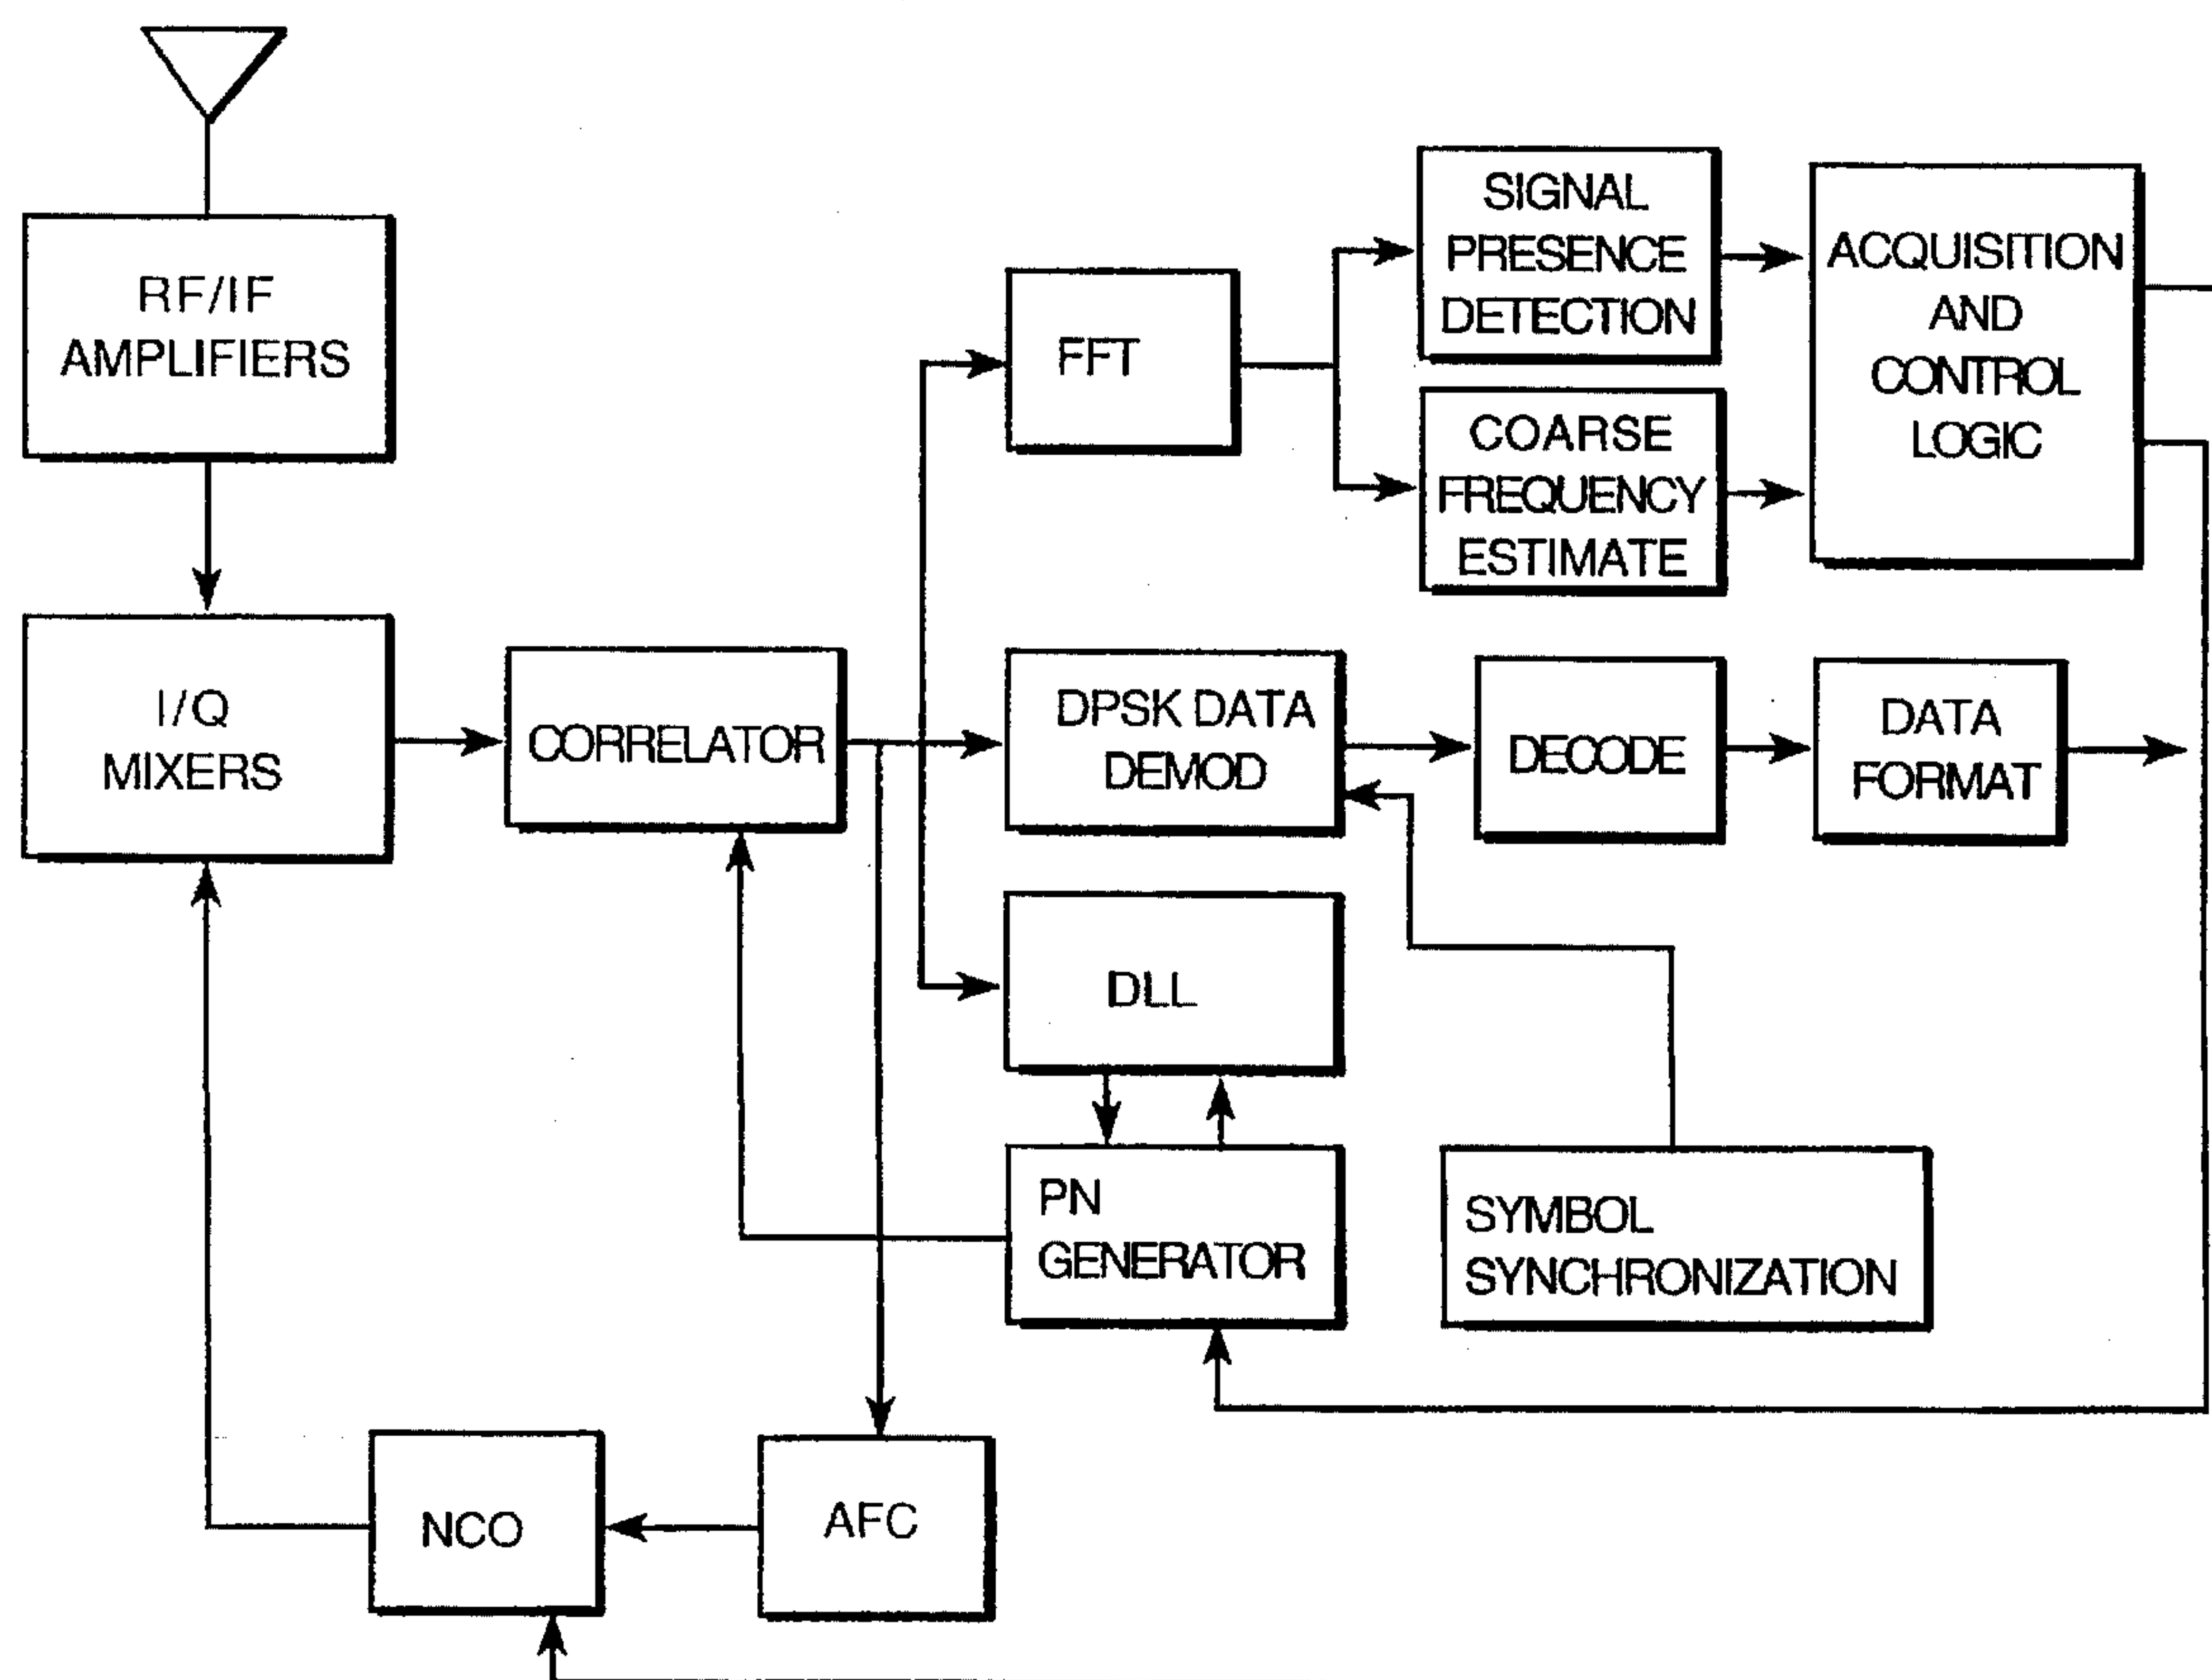 RF/IF
AMPLIFIERS
I/Q
MIXERS
CORRELATOR
FFT
SIGNAL
PRESENCE
DETECTION
COARSE
FREQUENCY
ESTIMATE
ACQUISITION
AND
CONTROL
LOGIC
DPSK DATA
DEMOD
DECODE
DATA
FORMAT
DLL
PN
GENERATOR
SYMBOL
SYNCHRONIZATION
NCO
AFC